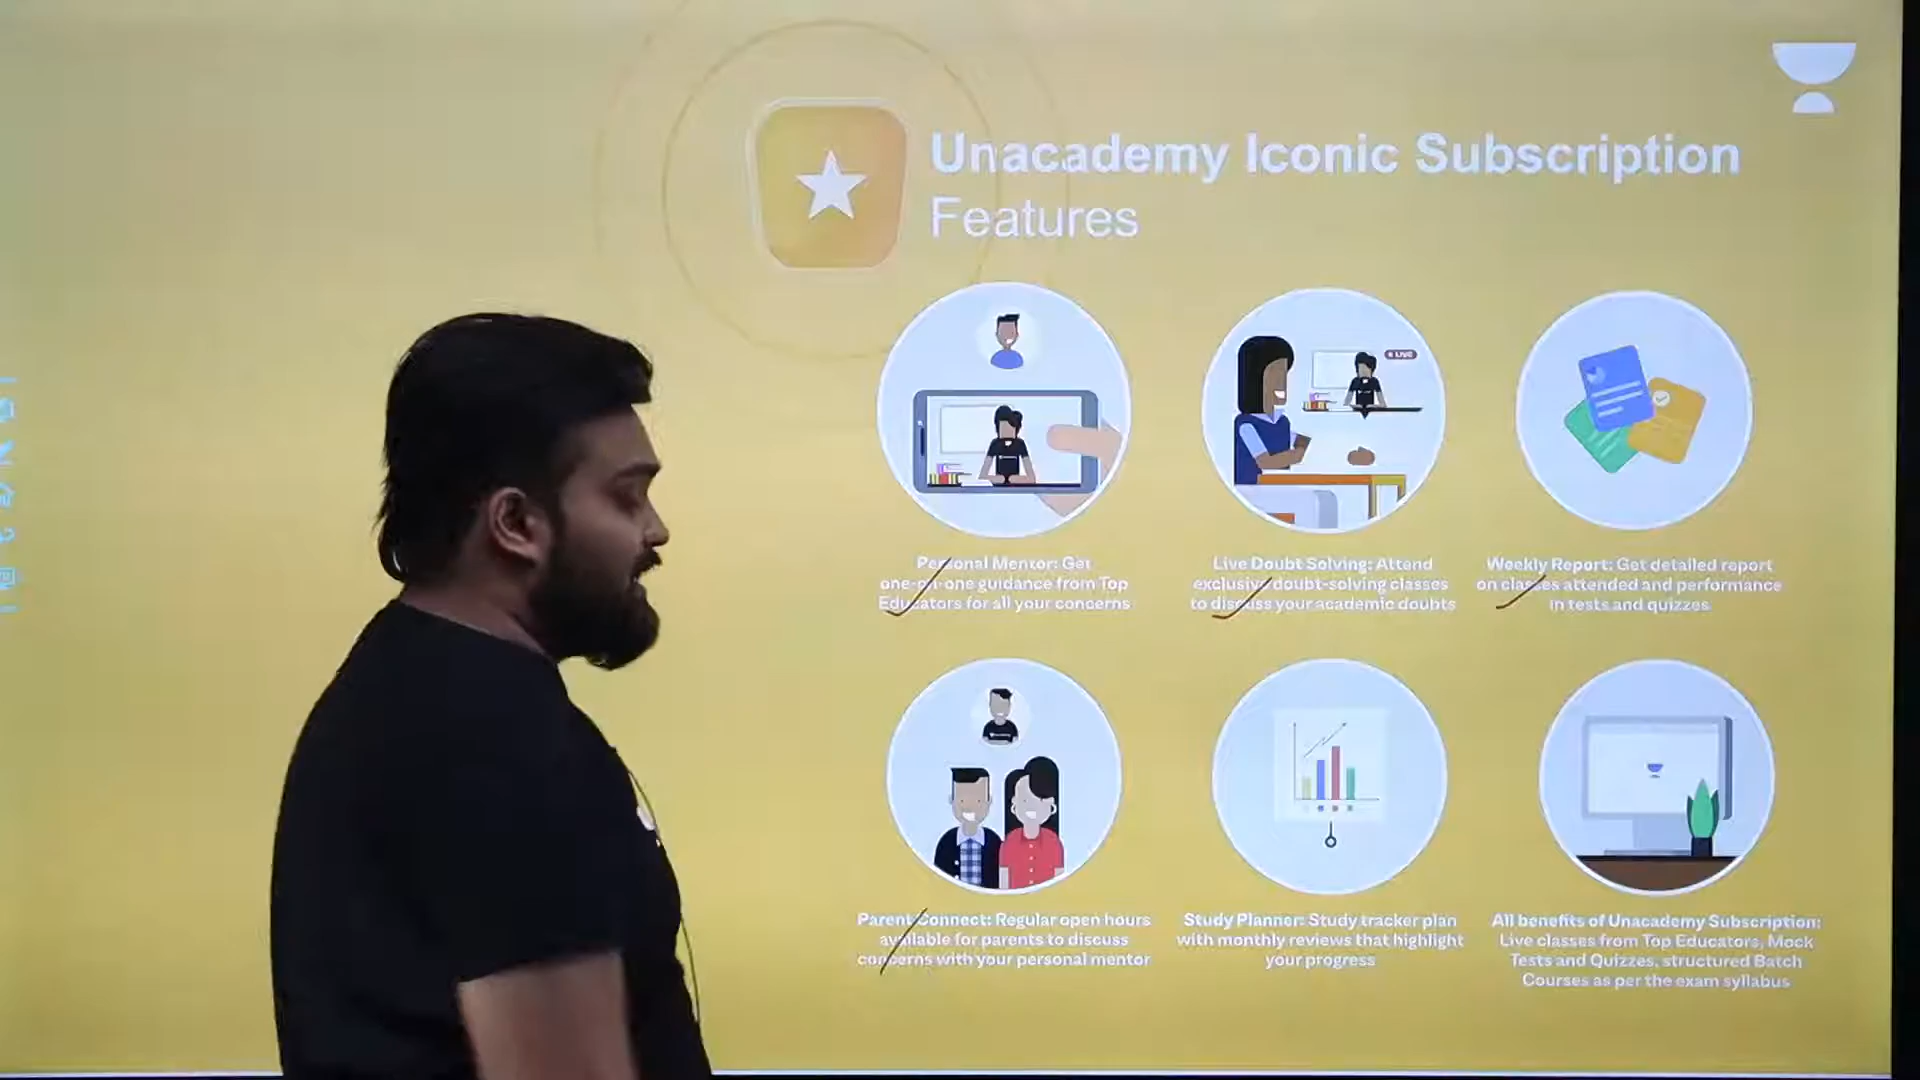 Unacademy Iconic Subscription
Features
LIVE
Personal Mentor: Get
one-on-one guidance from Top
Educators for all your concerns
Live Doubt Solving: Attend
exclusive doubt-solving classes
to discuss your academic doubts
Weekly Report: Get detailed report
on classes attended and performance
in tests and quizzes
Parent Connect: Regular open hours
available for parents to discuss
concerns with your personal mentor
Study Planner: Study tracker plan
with monthly reviews that highlight
your progress
All benefits of Unacademy Subscription:
Live classes from Top Educators, Mock
Tests and Quizzes, structured Batch
Courses as per the exam syllabus